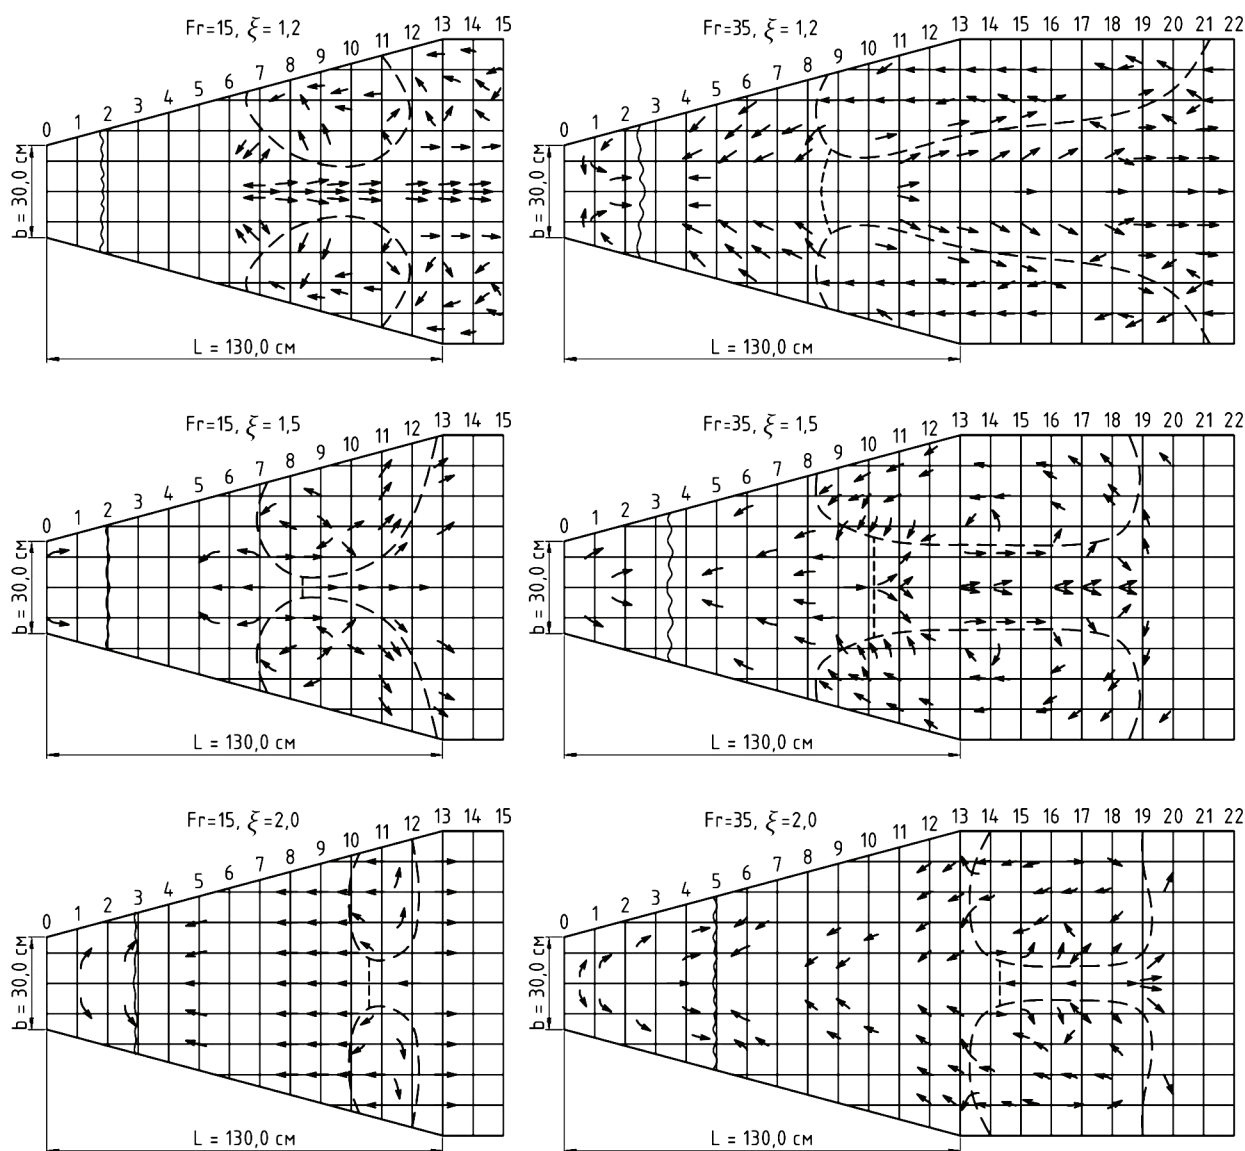 Fr=15, ξ=1,2
0 1 2 3 4 5 6 7 8 9 10 11 12 13 14 15
b = 30,0 см
L = 130,0 см
Fr=35, ξ=1,2
0 1 2 3 4 5 6 7 8 9 10 11 12 13 14 15 16 17 18 19 20 21 22
b = 30,0 см
L = 130,0 см
Fr=15, ξ=1,5
0 1 2 3 4 5 6 7 8 9 10 11 12 13 14 15
b = 30,0 см
L = 130,0 см
Fr=35, ξ=1,5
0 1 2 3 4 5 6 7 8 9 10 11 12 13 14 15 16 17 18 19 20 21 22
b = 30,0 см
L = 130,0 см
Fr=15, ξ=2,0
0 1 2 3 4 5 6 7 8 9 10 11 12 13 14 15
b = 30,0 см
L = 130,0 см
Fr=35, ξ=2,0
0 1 2 3 4 5 6 7 8 9 10 11 12 13 14 15 16 17 18 19 20 21 22
b = 30,0 см
L = 130,0 см